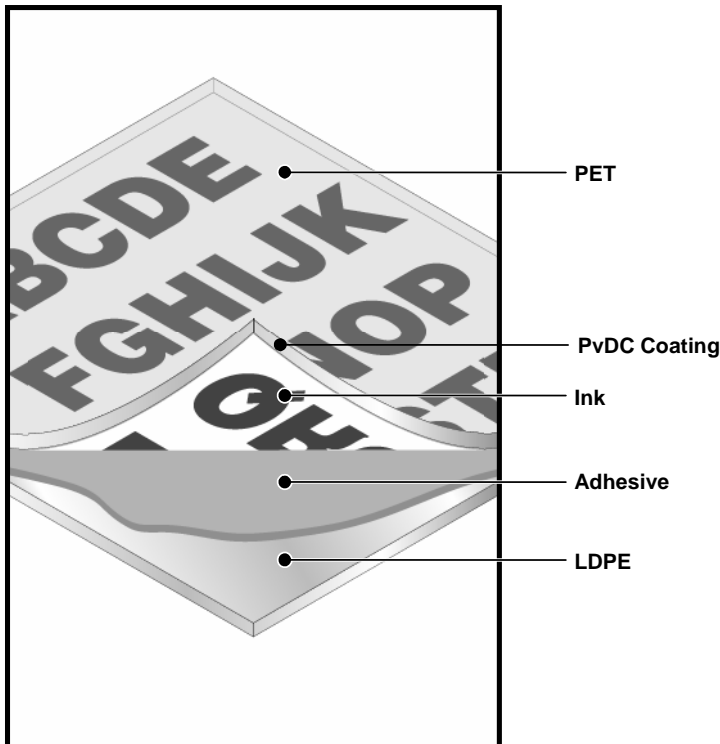 BCDE
FGHIJK
NOP
PET
PvDC Coating
Ink
Adhesive
LDPE